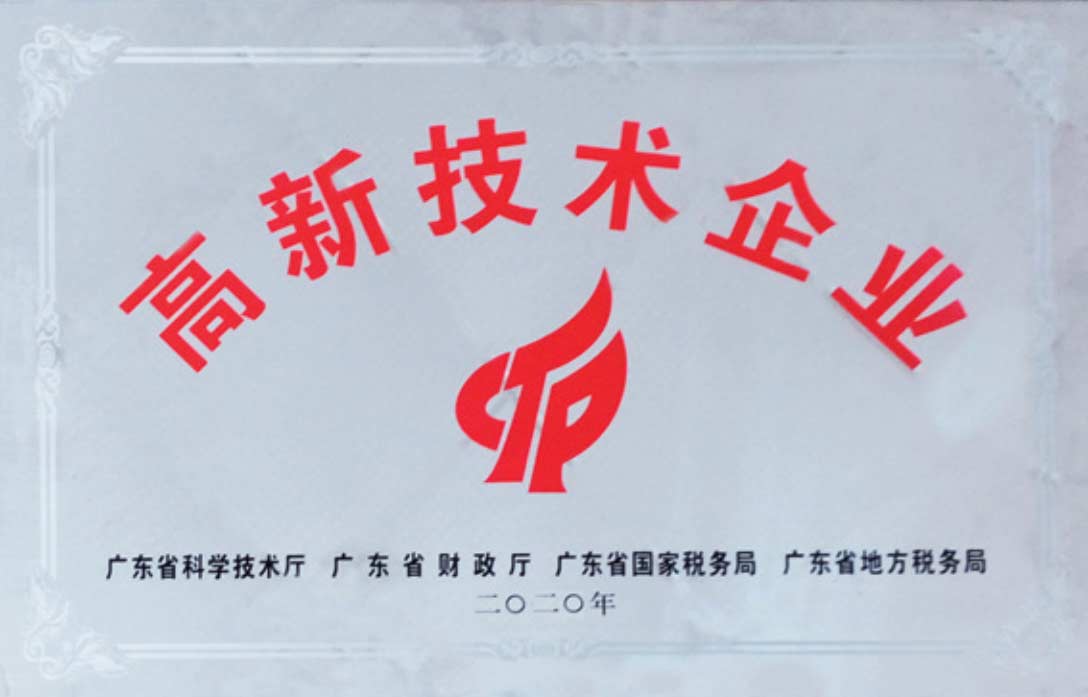 高新技术企业
广东省科学技术厅 广东省财政厅 广东省国家税务局 广东省地方税务局
二〇二〇年